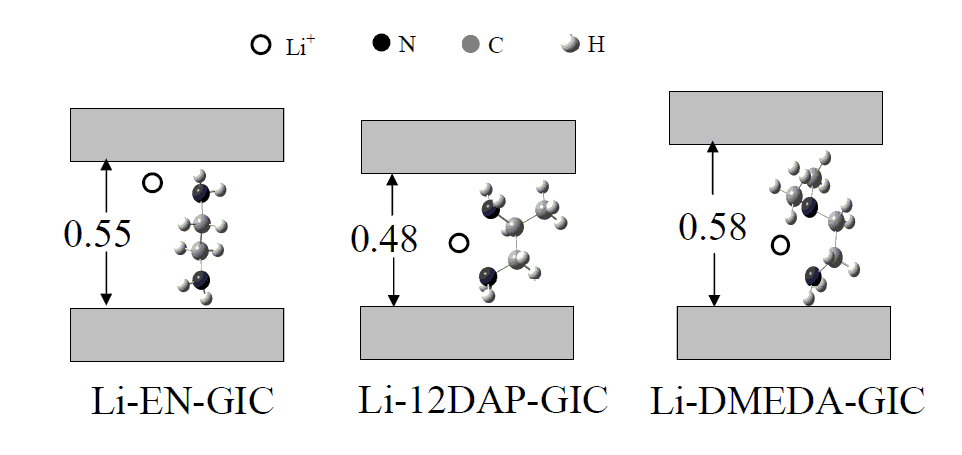 Li+ N C H
0.55 0.48 0.58
Li-EN-GIC Li-12DAP-GIC Li-DMEDA-GIC